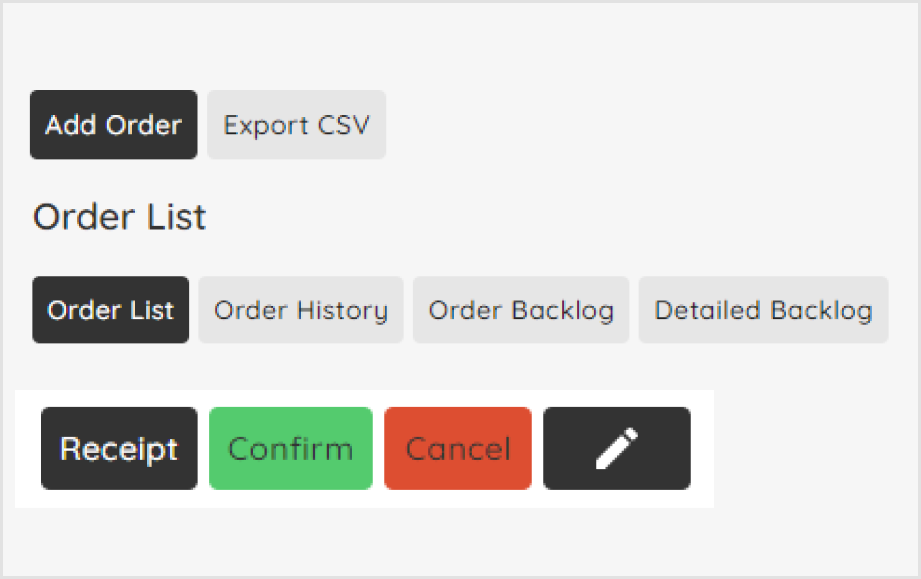 Add Order Export CSV
Order List
Order List Order History Order Backlog Detailed Backlog
Receipt Confirm Cancel